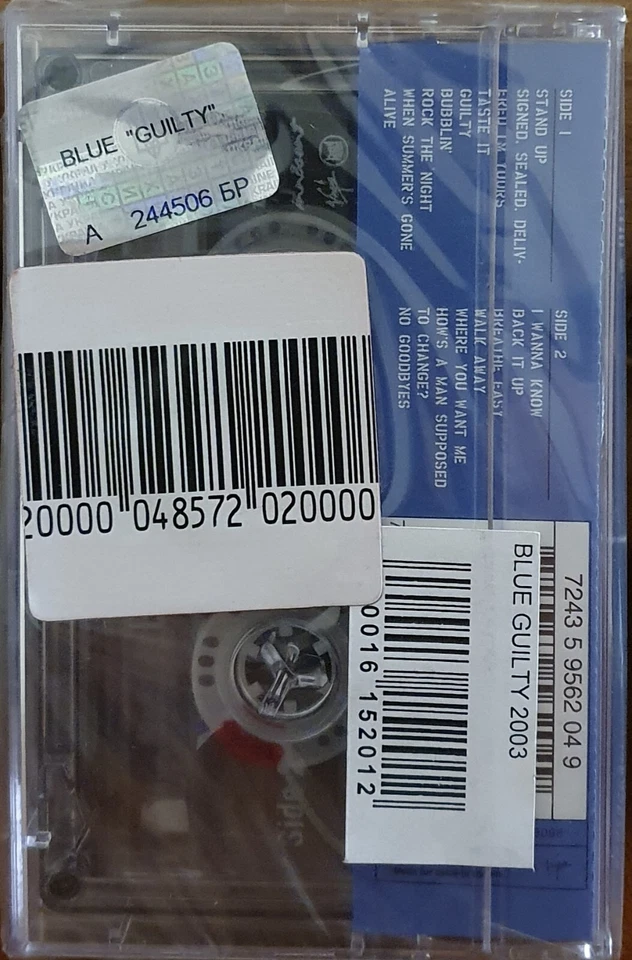 BLUE "GUILTY"
А 244506 БР
SIDE 1
STAND UP
SIGNED, SEALED, DELIV-
I'M YOURS
TASTE IT
GUILTY
BUBBLIN'
ROCK THE NIGHT
WHEN SUMMER'S GONE
ALIVE
SIDE 2
I WANNA KNOW
BACK IT UP
BREATHE EASY
WALK AWAY
WHERE YOU WANT ME
HOW'S A MAN SUPPOSED
TO CHANGE?
NO GOODBYES
20000 048572 020000
7243 5 9562 04 9
BLUE GUILTY 2003
0016 152012